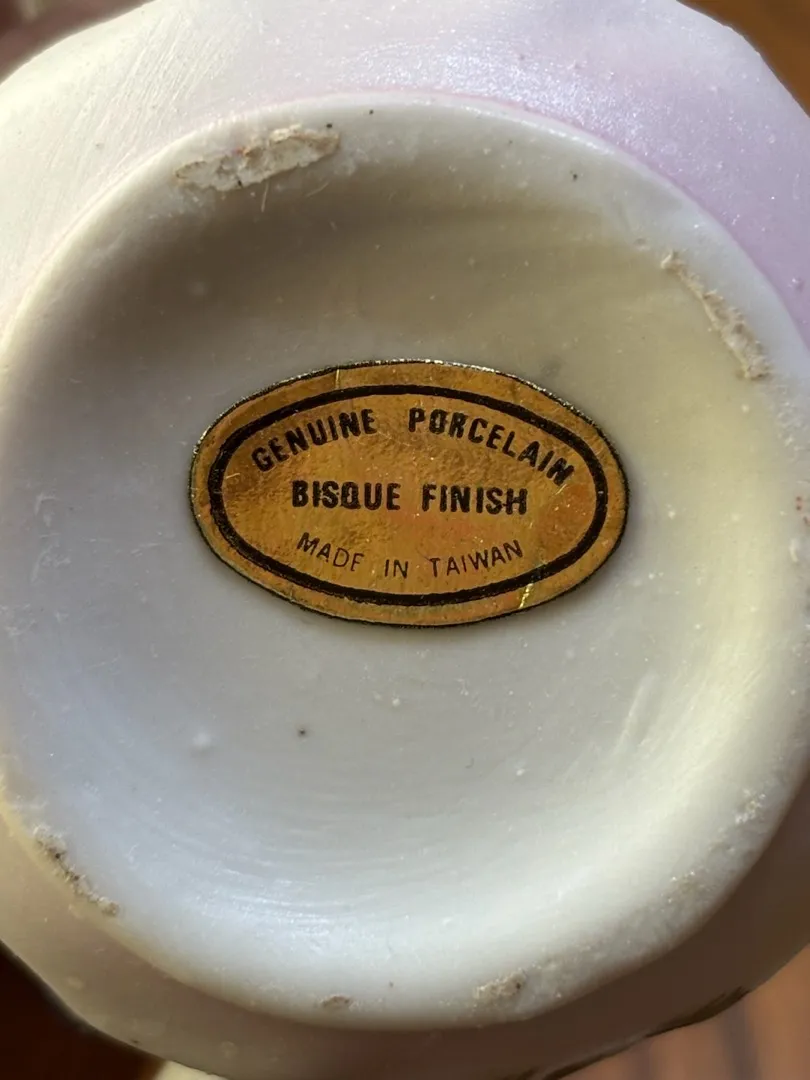 GENUINE PORCELAIN
BISQUE FINISH
MADE IN TAIWAN